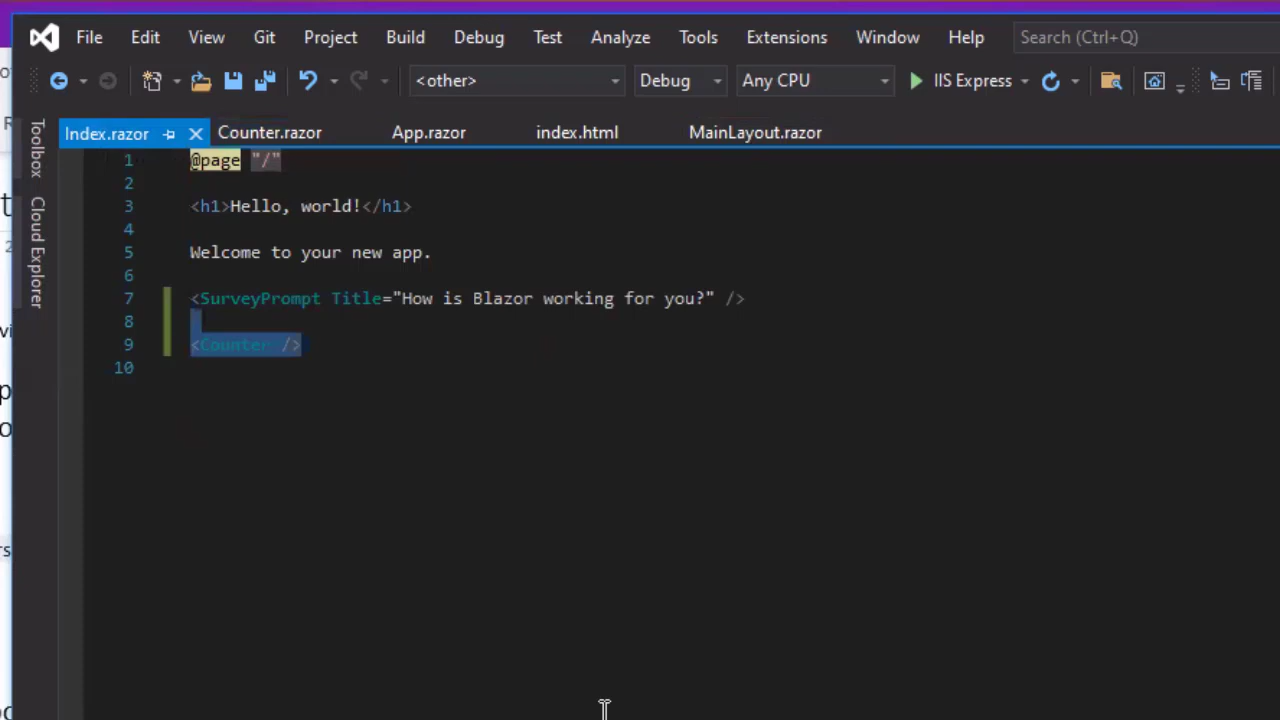 File Edit View Git Project Build Debug Test Analyze Tools Extensions Window Help Search (Ctrl+Q)
<other> Debug Any CPU IIS Express
Index.razor Counter.razor App.razor index.html MainLayout.razor
Toolbox
Cloud Explorer
1 @page "/"
2
3 <h1>Hello, world!</h1>
4
5 Welcome to your new app.
6
7 <SurveyPrompt Title="How is Blazor working for you?" />
8
9 <Counter />
10